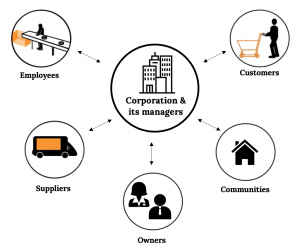 Employees
Customers
Corporation &
its managers
Suppliers
Communities
Owners